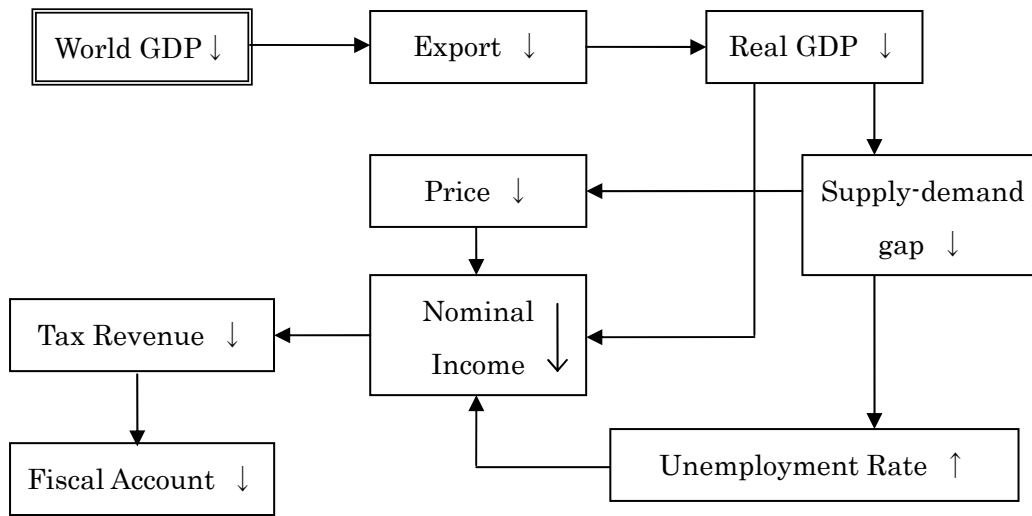 World GDP ↓
Export ↓
Real GDP ↓
Price ↓
Supply-demand
gap ↓
Nominal
Income ↓
Tax Revenue ↓
Fiscal Account ↓
Unemployment Rate ↑